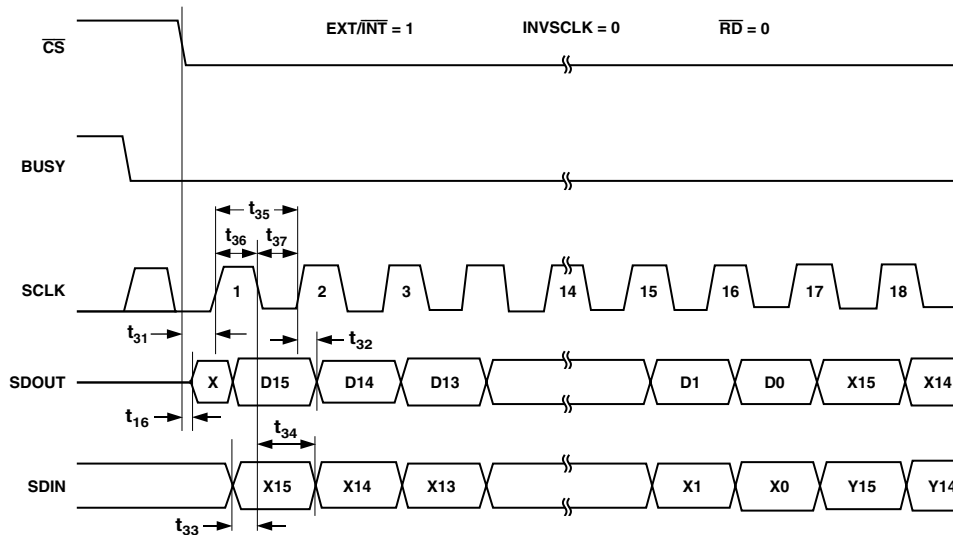 EXT/INT = 1 INVSCLK = 0 RD = 0
CS
BUSY
t35
t36 t37
SCLK 1 2 3 14 15 16 17 18
t31 t32
SDOUT X D15 D14 D13 D1 D0 X15 X14
t16 t34
SDIN X15 X14 X13 X1 X0 Y15 Y14
t33